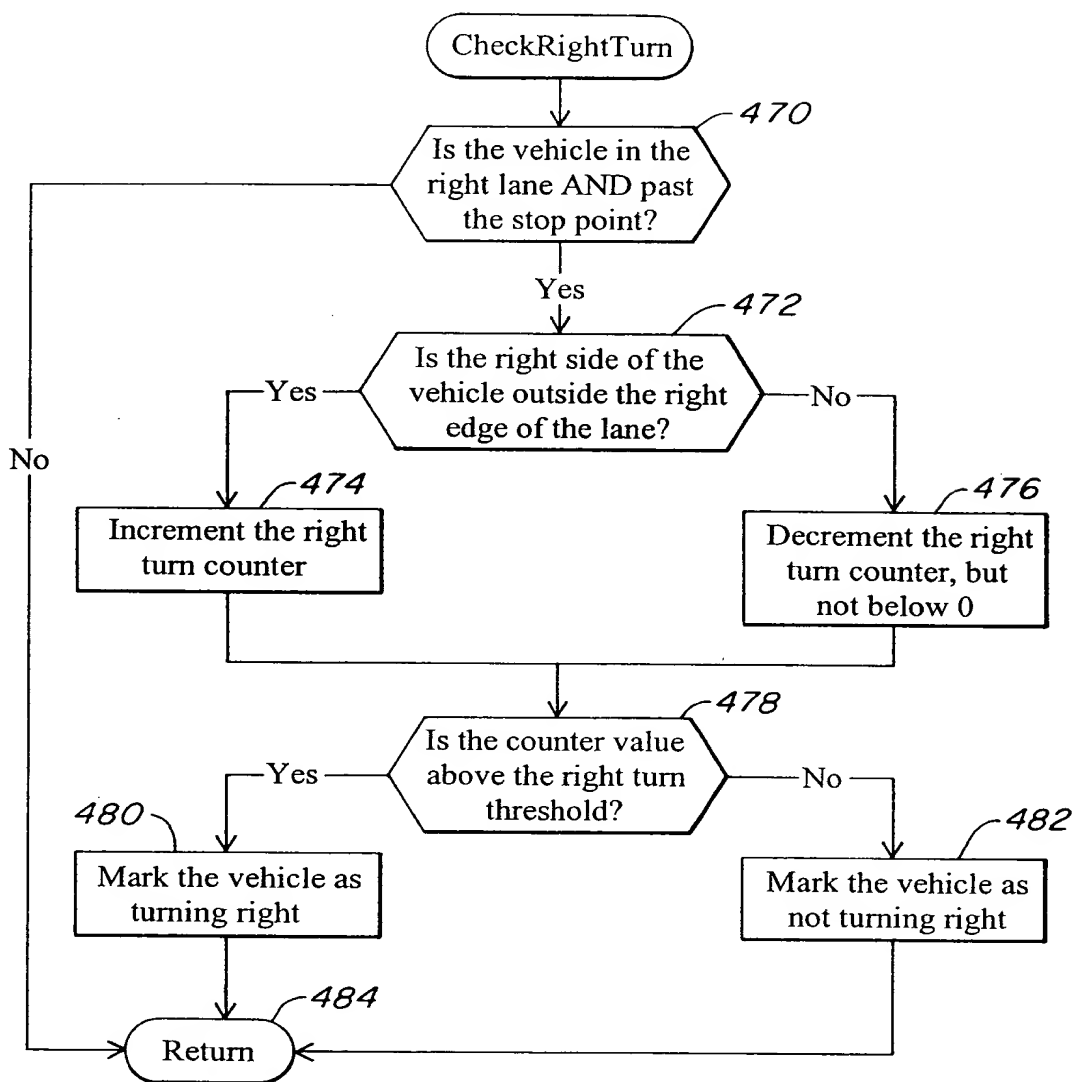 CheckRightTurn
470
Is the vehicle in the
right lane AND past
the stop point?
Yes
472
Is the right side of the
vehicle outside the right
edge of the lane?
Yes
No
No
474
Increment the right
turn counter
476
Decrement the right
turn counter, but
not below 0
478
Is the counter value
above the right turn
threshold?
Yes
No
480
Mark the vehicle as
turning right
482
Mark the vehicle as
not turning right
484
Return